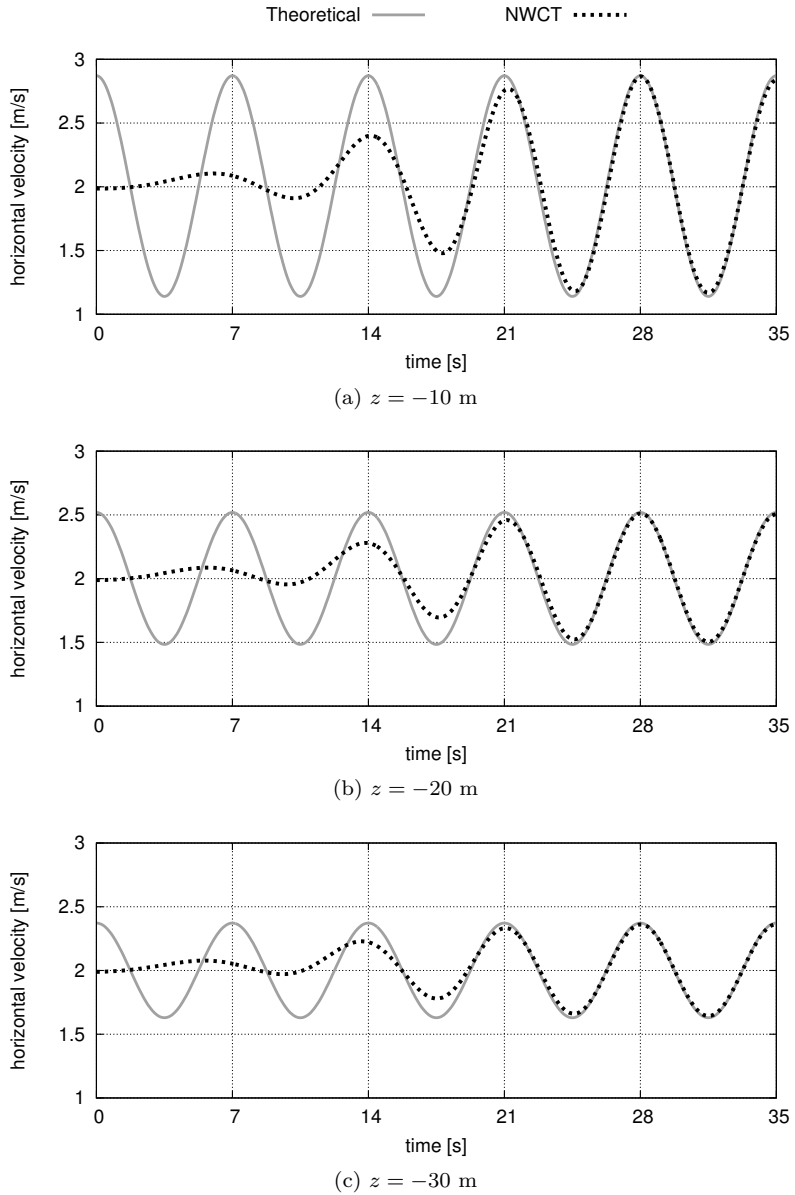 Theoretical NWCT
3
2.5
2
1.5
1
horizontal velocity [m/s]
0 7 14 21 28 35
time [s]
(a) z = −10 m
3
2.5
2
1.5
1
horizontal velocity [m/s]
0 7 14 21 28 35
time [s]
(b) z = −20 m
3
2.5
2
1.5
1
horizontal velocity [m/s]
0 7 14 21 28 35
time [s]
(c) z = −30 m